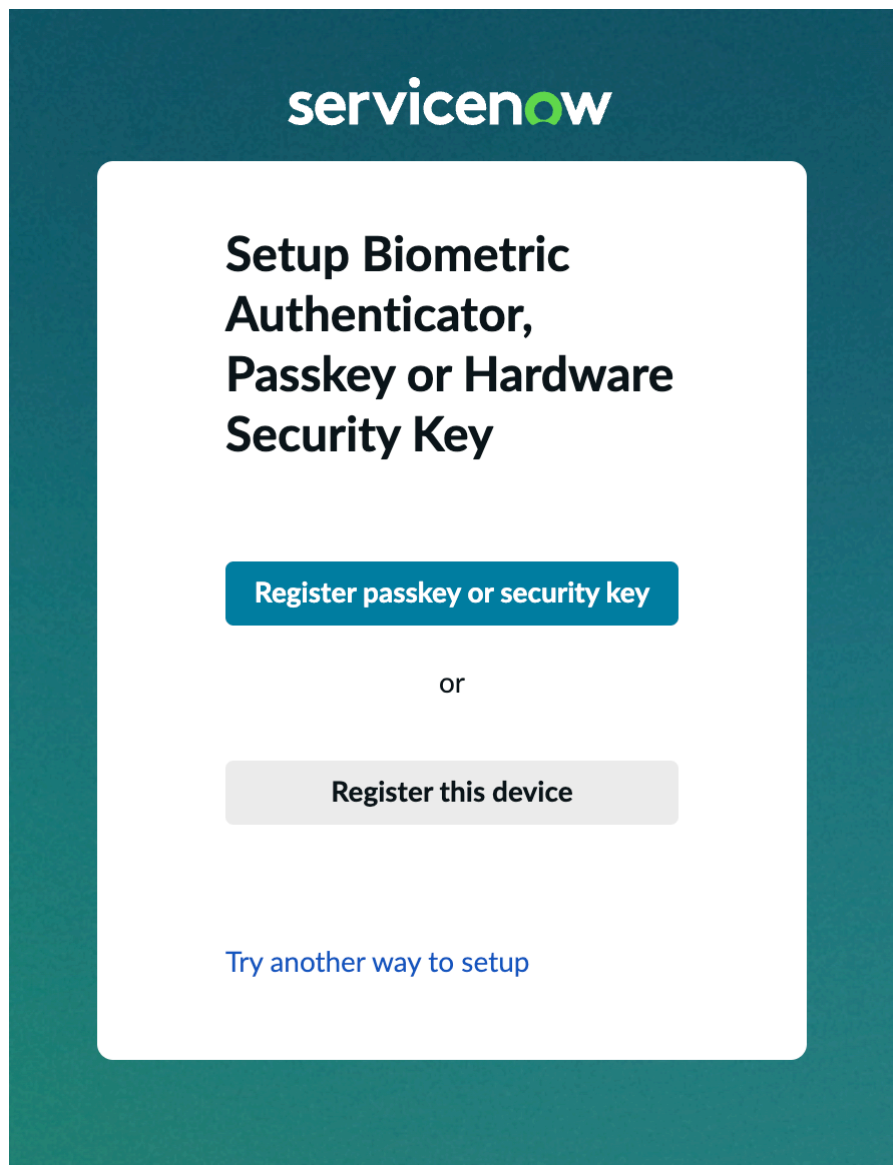 servicenow
Setup Biometric
Authenticator,
Passkey or Hardware
Security Key
Register passkey or security key
or
Register this device
Try another way to setup